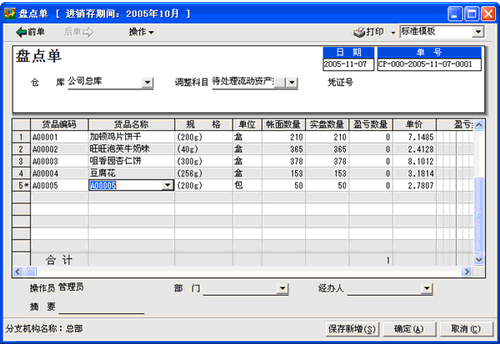 盘点单 [ 进销存期间：2005年10月 ]
前单 后单 操作 打印 标准模板
盘点单
日 期 单 号
2005-11-07 CP-000-2005-11-07-0001
仓 库 公司总库 调整科目 待处理流动资产 凭证号
货品编码 货品名称 规 格 单位 帐面数量 实盘数量 盈亏数量 单价 盈亏
1 A00001 加顿鸡片饼干 (200g) 盒 210 210 0 7.1485
2 A00002 旺旺泡芙牛奶味 (40g) 盒 365 365 0 2.4128
3 A00003 咀香园杏仁饼 (300g) 盒 378 378 0 8.1012
4 A00004 豆腐花 (256g) 盒 153 153 0 3.1814
5* A00005 A00005 (200g) 包 50 50 0 2.7807
合 计 1
操作员 管理员 部 门 经办人
摘 要
分支机构名称：总部 保存新增(S) 确定(A) 取消(C)